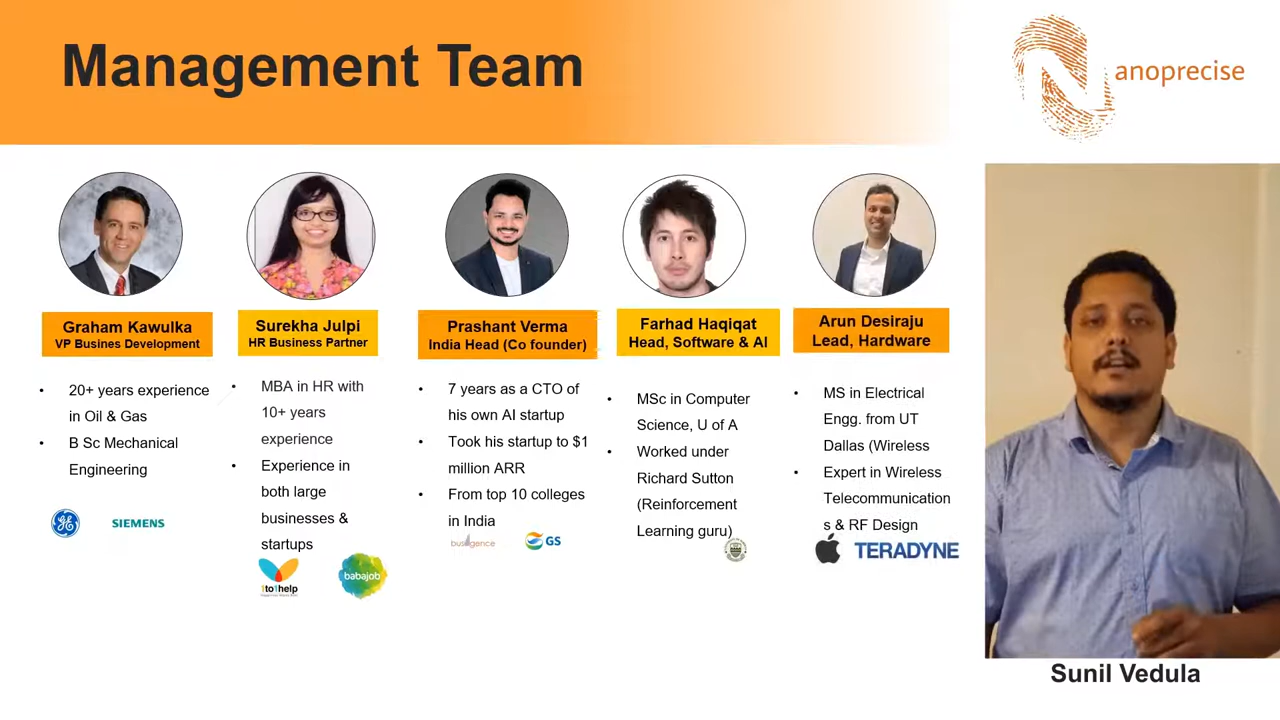 Management Team
anoprecise
Graham Kawulka
VP Busines Development
• 20+ years experience
in Oil & Gas
• B Sc Mechanical
Engineering
SIEMENS
Surekha Julpi
HR Business Partner
• MBA in HR with
10+ years
experience
• Experience in
both large
businesses &
startups
1to1help
babajob
Prashant Verma
India Head (Co founder)
• 7 years as a CTO of
his own AI startup
• Took his startup to $1
million ARR
• From top 10 colleges
in India
GS
Farhad Haqiqat
Head, Software & AI
• MSc in Computer
Science, U of A
• Worked under
Richard Sutton
(Reinforcement
Learning guru)
Arun Desiraju
Lead, Hardware
• MS in Electrical
Engg. from UT
Dallas (Wireless
• Expert in Wireless
Telecommunication
s & RF Design
TERADYNE
Sunil Vedula